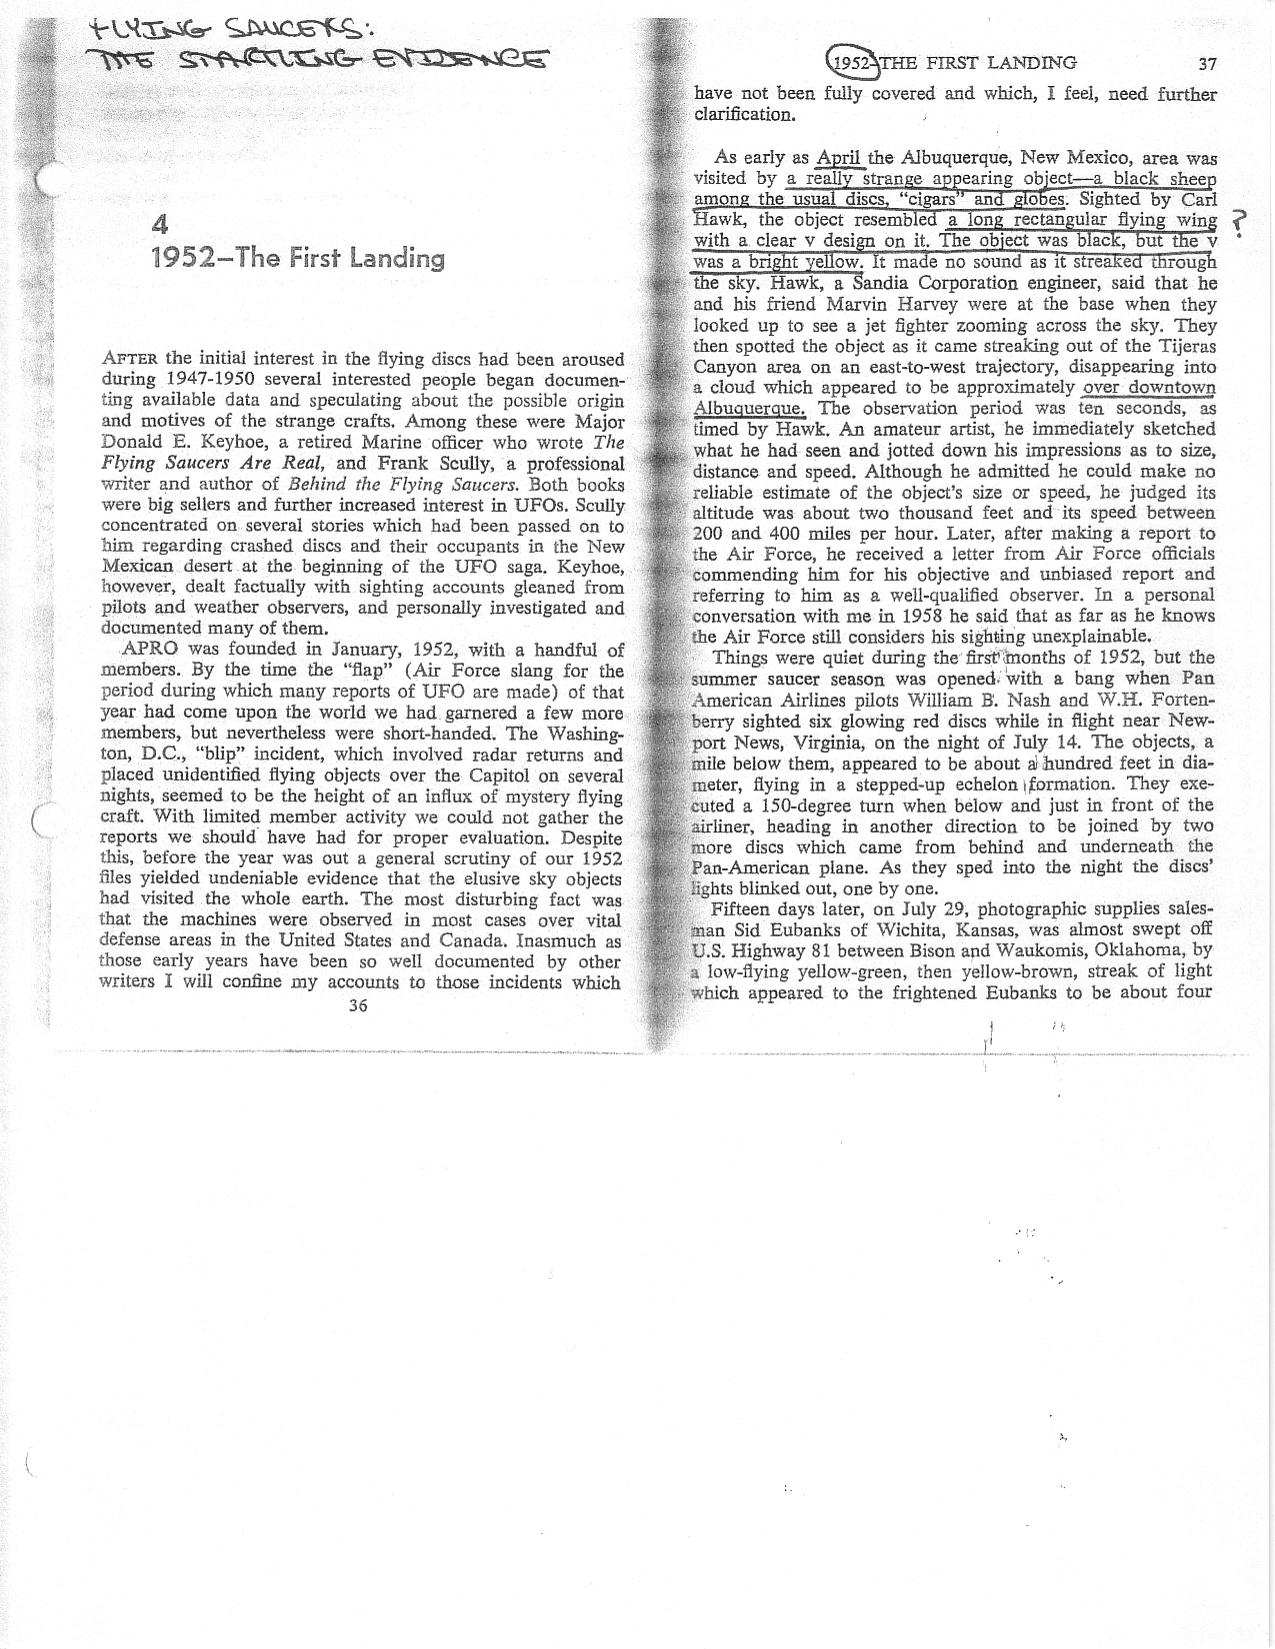 FLYING SAUCERS:
THE STARTLING EVIDENCE
4
1952—The First Landing
AFTER the initial interest in the flying discs had been aroused
during 1947-1950 several interested people began documen-
ting available data and speculating about the possible origin
and motives of the strange crafts. Among these were Major
Donald E. Keyhoe, a retired Marine officer who wrote The
Flying Saucers Are Real, and Frank Scully, a professional
writer and author of Behind the Flying Saucers. Both books
were big sellers and further increased interest in UFOs. Scully
concentrated on several stories which had been passed on to
him regarding crashed discs and their occupants in the New
Mexican desert at the beginning of the UFO saga. Keyhoe,
however, dealt factually with sighting accounts gleaned from
pilots and weather observers, and personally investigated and
documented many of them.
APRO was founded in January, 1952, with a handful of
members. By the time the “flap” (Air Force slang for the
period during which many reports of UFO are made) of that
year had come upon the world we had garnered a few more
members, but nevertheless were short-handed. The Washing-
ton, D.C., “blip” incident, which involved radar returns and
placed unidentified flying objects over the Capitol on several
nights, seemed to be the height of an influx of mystery flying
craft. With limited member activity we could not gather the
reports we should have had for proper evaluation. Despite
this, before the year was out a general scrutiny of our 1952
files yielded undeniable evidence that the elusive sky objects
had visited the whole earth. The most disturbing fact was
that the machines were observed in most cases over vital
defense areas in the United States and Canada. Inasmuch as
those early years have been so well documented by other
writers I will confine my accounts to those incidents which
36
1952—THE FIRST LANDING 37
have not been fully covered and which, I feel, need further
clarification.
As early as April the Albuquerque, New Mexico, area was
visited by a really strange appearing object—a black sheep
among the usual discs, “cigars” and globes. Sighted by Carl
Hawk, the object resembled a long rectangular flying wing ?
with a clear v design on it. The object was black, but the v
was a bright yellow. It made no sound as it streaked through
the sky. Hawk, a Sandia Corporation engineer, said that he
and his friend Marvin Harvey were at the base when they
looked up to see a jet fighter zooming across the sky. They
then spotted the object as it came streaking out of the Tijeras
Canyon area on an east-to-west trajectory, disappearing into
a cloud which appeared to be approximately over downtown
Albuquerque. The observation period was ten seconds, as
timed by Hawk. An amateur artist, he immediately sketched
what he had seen and jotted down his impressions as to size,
distance and speed. Although he admitted he could make no
reliable estimate of the object’s size or speed, he judged its
altitude was about two thousand feet and its speed between
200 and 400 miles per hour. Later, after making a report to
the Air Force, he received a letter from Air Force officials
commending him for his objective and unbiased report and
referring to him as a well-qualified observer. In a personal
conversation with me in 1958 he said that as far as he knows
the Air Force still considers his sighting unexplainable.
Things were quiet during the first months of 1952, but the
summer saucer season was opened with a bang when Pan
American Airlines pilots William B. Nash and W.H. Forten-
berry sighted six glowing red discs while in flight near New-
port News, Virginia, on the night of July 14. The objects, a
mile below them, appeared to be about a hundred feet in dia-
meter, flying in a stepped-up echelon formation. They exe-
cuted a 150-degree turn when below and just in front of the
airliner, heading in another direction to be joined by two
more discs which came from behind and underneath the
Pan-American plane. As they sped into the night the discs’
lights blinked out, one by one.
Fifteen days later, on July 29, photographic supplies sales-
man Sid Eubanks of Wichita, Kansas, was almost swept off
U.S. Highway 81 between Bison and Waukomis, Oklahoma, by
a low-flying yellow-green, then yellow-brown, streak of light
which appeared to the frightened Eubanks to be about four